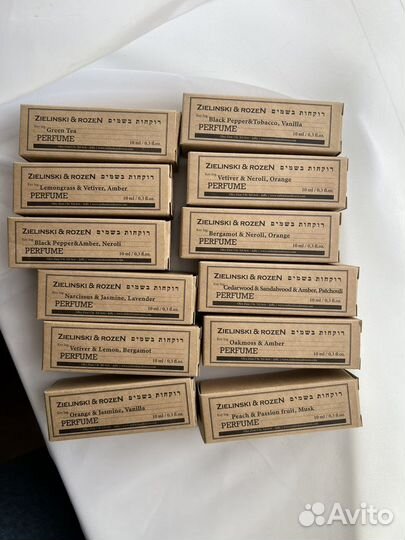 ZIELINSKI & ROZEN רוקחות בשמים
Green Tea
PERFUME 10 ml / 0,3 fl.oz.
ZIELINSKI & ROZEN רוקחות בשמים
Black Pepper&Tobacco, Vanilla
PERFUME 10 ml / 0,3 fl.oz.
ZIELINSKI & ROZEN רוקחות בשמים
Lemongrass & Vetiver, Amber
PERFUME 10 ml / 0,3 fl.oz.
ZIELINSKI & ROZEN רוקחות בשמים
Vetiver & Neroli, Orange
PERFUME 10 ml / 0,3 fl.oz.
ZIELINSKI & ROZEN רוקחות בשמים
Black Pepper&Amber, Neroli
PERFUME 10 ml / 0,3 fl.oz.
ZIELINSKI & ROZEN רוקחות בשמים
Bergamot & Neroli, Orange
PERFUME 10 ml / 0,3 fl.oz.
ZIELINSKI & ROZEN רוקחות בשמים
Narcissus & Jasmine, Lavender
PERFUME 10 ml / 0,3 fl.oz.
ZIELINSKI & ROZEN רוקחות בשמים
Cedarwood & Sandalwood & Amber, Patchouli
PERFUME 10 ml / 0,3 fl.oz.
ZIELINSKI & ROZEN רוקחות בשמים
Vetiver & Lemon, Bergamot
PERFUME 10 ml / 0,3 fl.oz.
ZIELINSKI & ROZEN רוקחות בשמים
Oakmoss & Amber
PERFUME 10 ml / 0,3 fl.oz.
ZIELINSKI & ROZEN רוקחות בשמים
Orange & Jasmine, Vanilla
PERFUME 10 ml / 0,3 fl.oz.
ZIELINSKI & ROZEN רוקחות בשמים
Peach & Passion fruit, Musk
PERFUME 10 ml / 0,3 fl.oz.
Avito